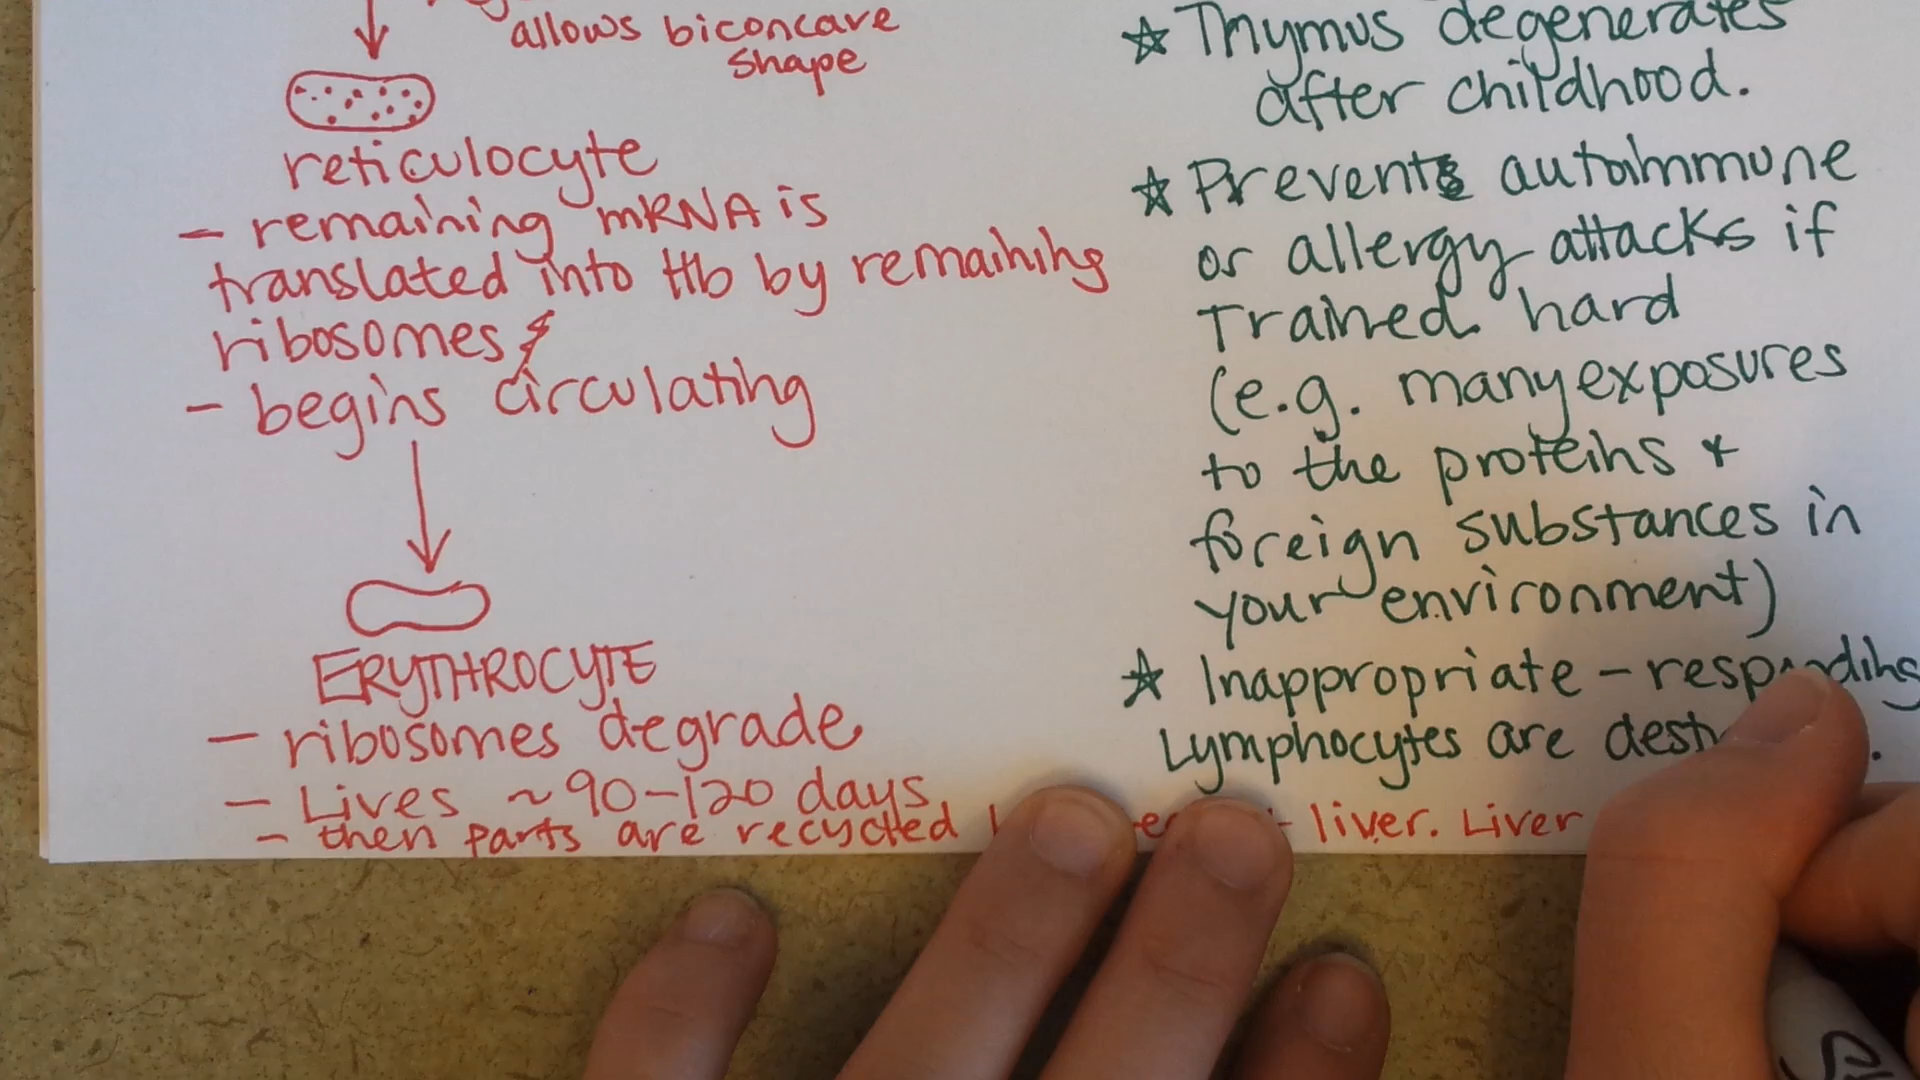 allows biconcave
shape
reticulocyte
- remaining mRNA is
translated into Hb by remaining
ribosomes &
- begins circulating
ERYTHROCYTE
- ribosomes degrade
- Lives ~90-120 days
- then parts are recycled liver. Liver
☆ Thymus degenerates
after childhood.
☆ Prevents autoimmune
or allergy attacks if
Trained hard
(e.g. many exposures
to the proteins &
foreign substances in
your environment)
☆ Inappropriate-responding
Lymphocytes are